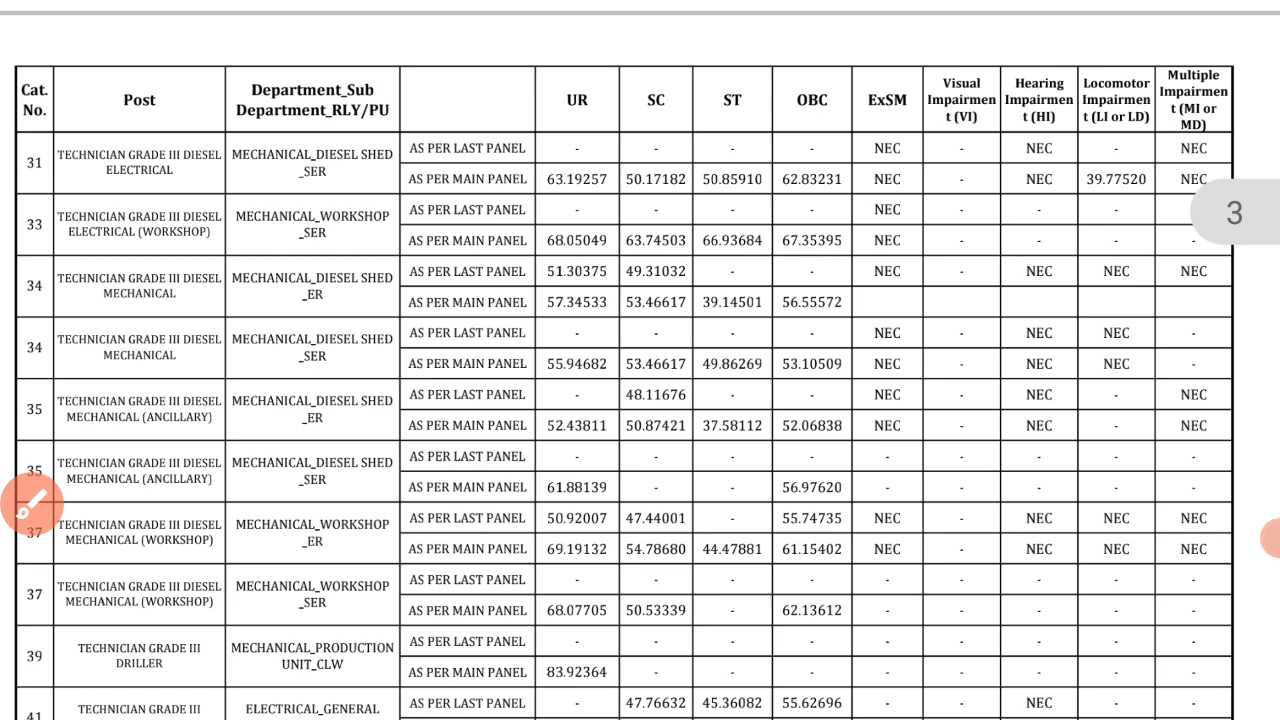 Cat. No. Post Department_Sub Department_RLY/PU UR SC ST OBC ExSM Visual Impairmen t (VI) Hearing Impairmen t (HI) Locomotor Impairmen t (LI or LD) Multiple Impairmen t (MI or MD)
31 TECHNICIAN GRADE III DIESEL ELECTRICAL MECHANICAL_DIESEL SHED _SER
AS PER LAST PANEL - - - - NEC - NEC - NEC
AS PER MAIN PANEL 63.19257 50.17182 50.85910 62.83231 NEC - NEC 39.77520 NEC
3
33 TECHNICIAN GRADE III DIESEL ELECTRICAL (WORKSHOP) MECHANICAL_WORKSHOP _SER
AS PER LAST PANEL - - - - NEC - - - -
AS PER MAIN PANEL 68.05049 63.74503 66.93684 67.35395 NEC - - - -
34 TECHNICIAN GRADE III DIESEL MECHANICAL MECHANICAL_DIESEL SHED _ER
AS PER LAST PANEL 51.30375 49.31032 - - NEC - NEC NEC NEC
AS PER MAIN PANEL 57.34533 53.46617 39.14501 56.55572
34 TECHNICIAN GRADE III DIESEL MECHANICAL MECHANICAL_DIESEL SHED _SER
AS PER LAST PANEL - - - - NEC - NEC NEC -
AS PER MAIN PANEL 55.94682 53.46617 49.86269 53.10509 NEC - NEC NEC -
35 TECHNICIAN GRADE III DIESEL MECHANICAL (ANCILLARY) MECHANICAL_DIESEL SHED _ER
AS PER LAST PANEL - 48.11676 - - NEC - NEC - NEC
AS PER MAIN PANEL 52.43811 50.87421 37.58112 52.06838 NEC - NEC - NEC
35 TECHNICIAN GRADE III DIESEL MECHANICAL (ANCILLARY) MECHANICAL_DIESEL SHED _SER
AS PER LAST PANEL - - - - - - - - -
AS PER MAIN PANEL 61.88139 - - 56.97620 - - - - -
37 TECHNICIAN GRADE III DIESEL MECHANICAL (WORKSHOP) MECHANICAL_WORKSHOP _ER
AS PER LAST PANEL 50.92007 47.44001 55.74735 NEC - NEC NEC NEC
AS PER MAIN PANEL 69.19132 54.78680 44.47881 61.15402 NEC - NEC NEC NEC
37 TECHNICIAN GRADE III DIESEL MECHANICAL (WORKSHOP) MECHANICAL_WORKSHOP _SER
AS PER LAST PANEL - - - - - - - - -
AS PER MAIN PANEL 68.07705 50.53339 - 62.13612 - - - - -
39 TECHNICIAN GRADE III DRILLER MECHANICAL_PRODUCTION UNIT_CLW
AS PER LAST PANEL - - - - - - - - -
AS PER MAIN PANEL 83.92364 - - - - - - - -
41 TECHNICIAN GRADE III ELECTRICAL_GENERAL
AS PER LAST PANEL - 47.76632 45.36082 55.62696 - - NEC - -